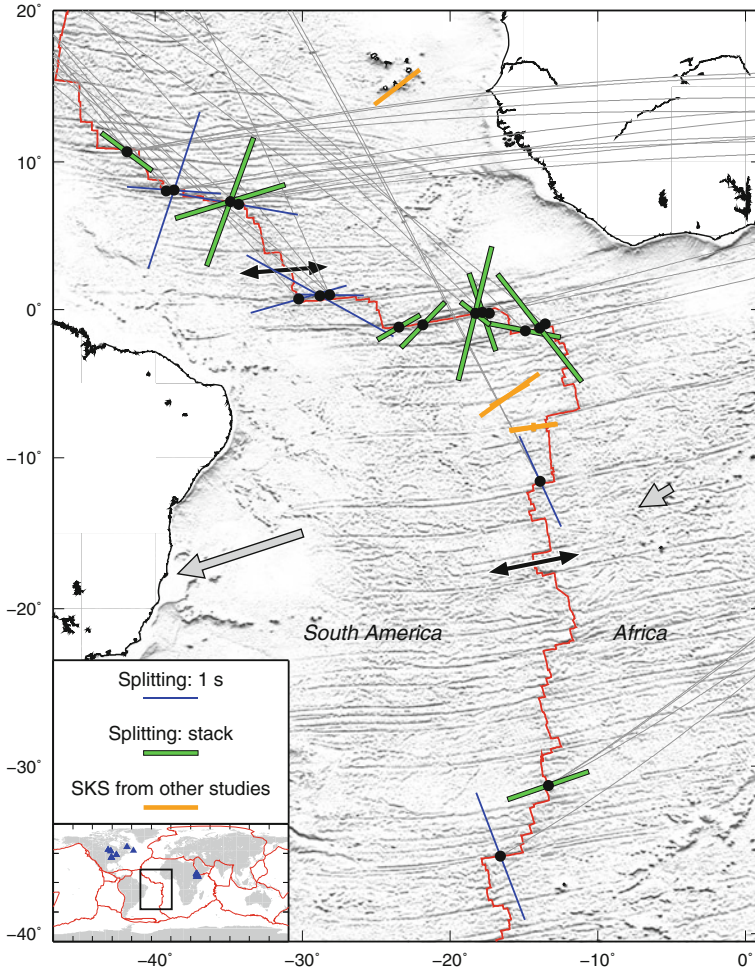 20°
10°
0°
−10°
−20°
−30°
−40°
South America
Africa
Splitting: 1 s
Splitting: stack
SKS from other studies
−40°
−30°
−20°
−10°
0°